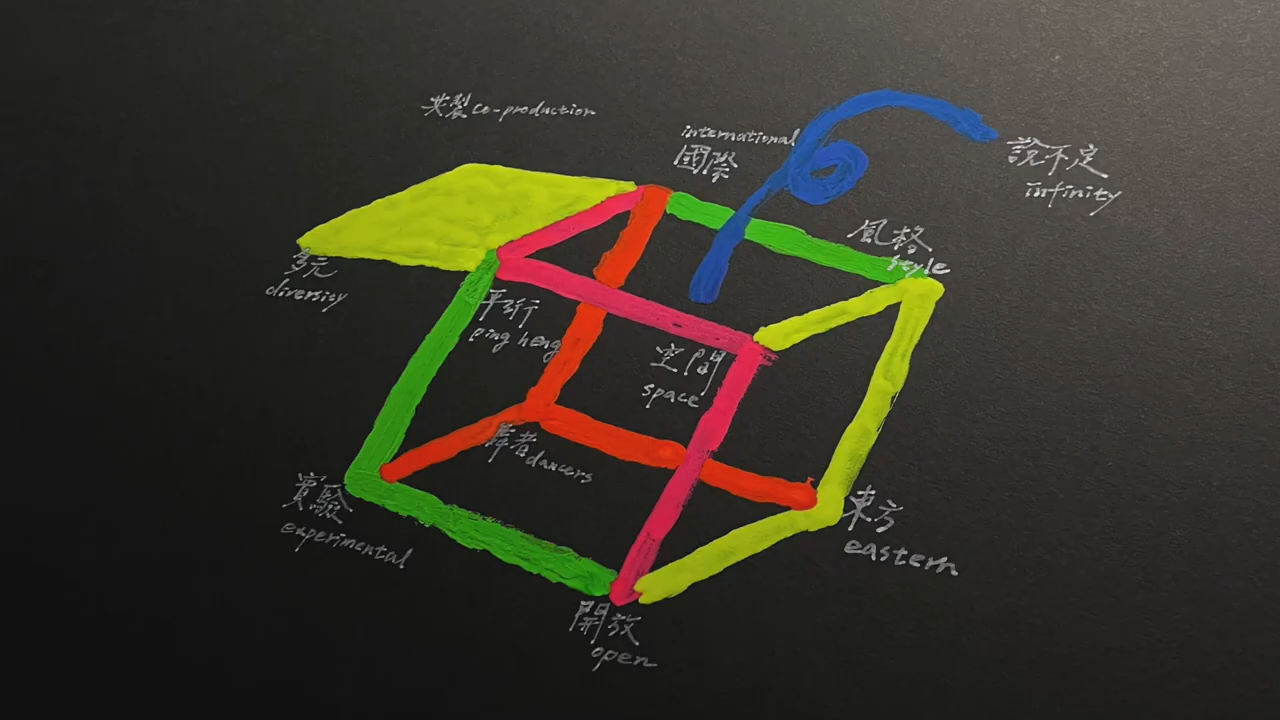 共製 co-production
international
國際
說不定
infinity
風格
style
多元
diversity
平衡
ping heng
空間
space
舞者
dancers
實驗
experimental
東方
eastern
開放
open